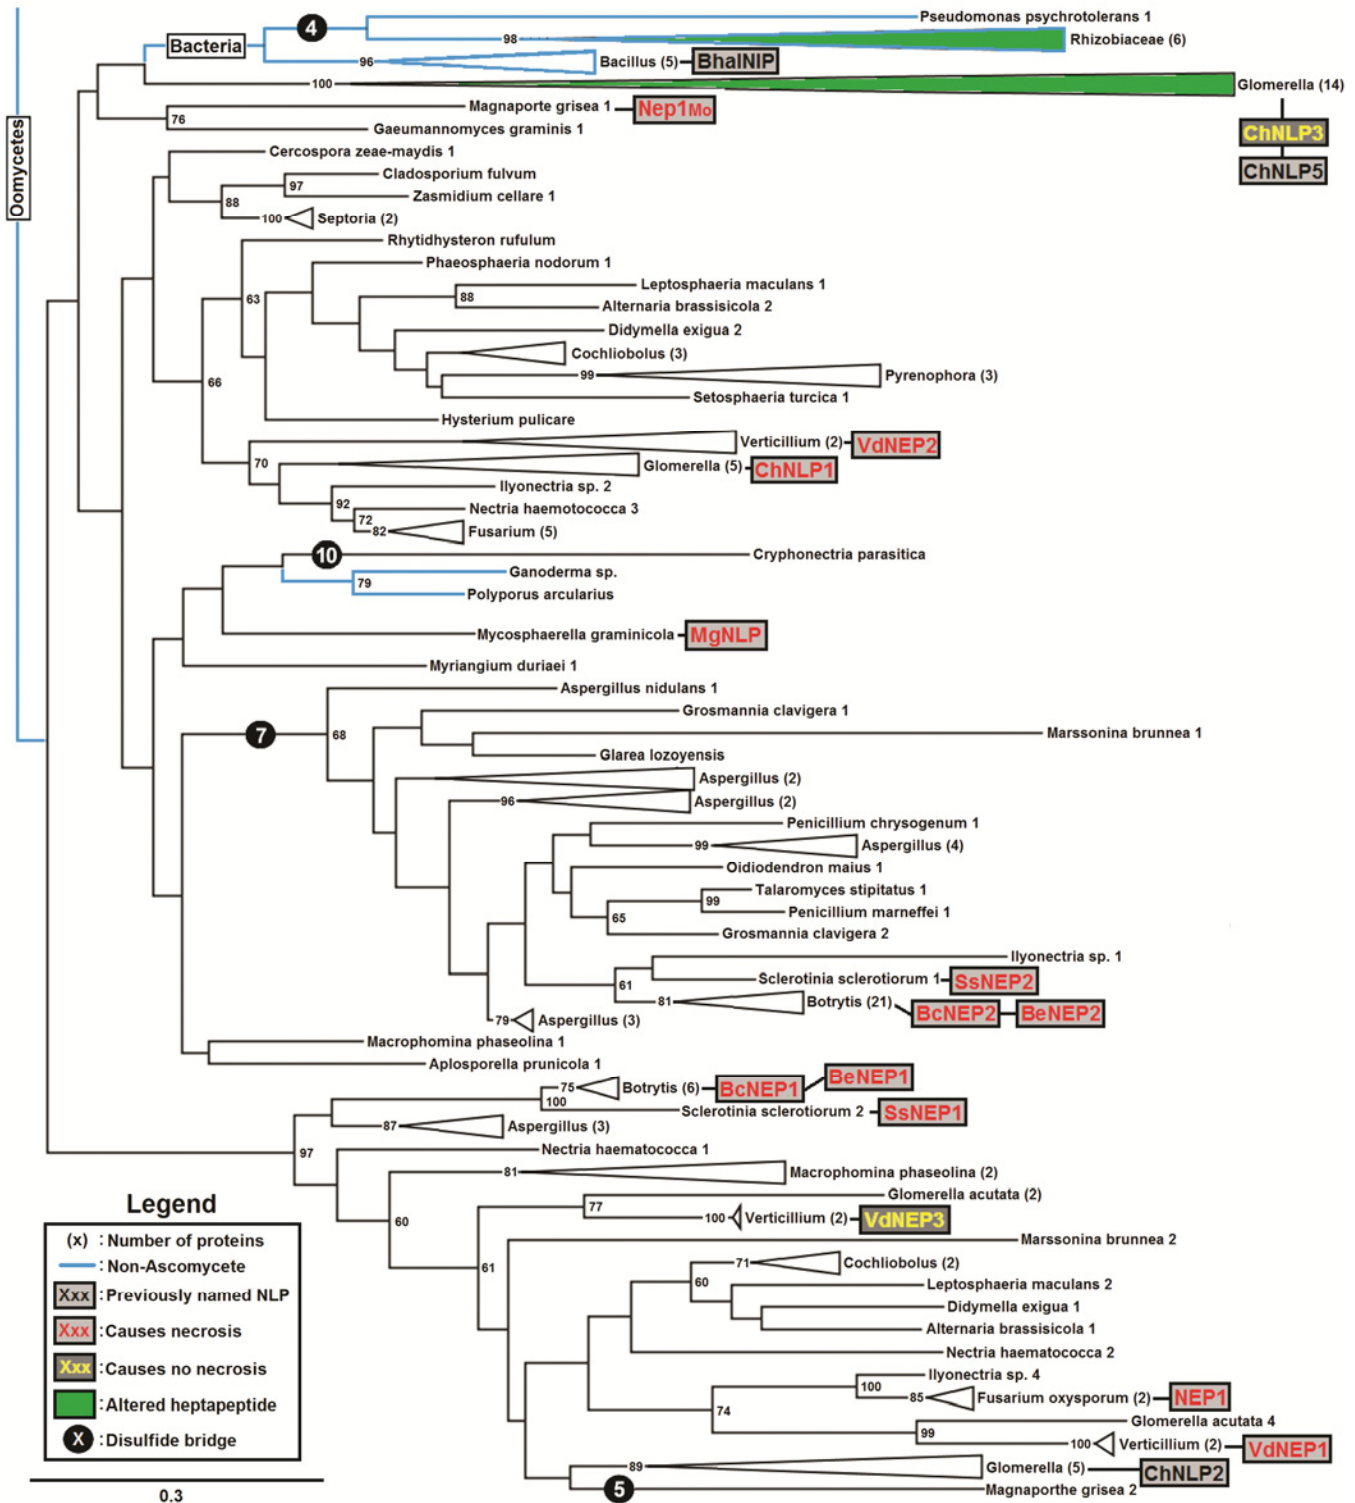 Oomycetes
Bacteria
4
Pseudomonas psychrotolerans 1
98
Rhizobiaceae (6)
96
Bacillus (5)
BhalNIP
100
Glomerella (14)
ChNLP3
ChNLP5
Magnaporte grisea 1
Nep1Mo
76
Gaeumannomyces graminis 1
Cercospora zeae-maydis 1
Cladosporium fulvum
97
Zasmidium cellare 1
88
100
Septoria (2)
Rhytidhysteron rufulum
Phaeosphaeria nodorum 1
63
Leptosphaeria maculans 1
88
Alternaria brassisicola 2
Didymella exigua 2
Cochliobolus (3)
99
Pyrenophora (3)
66
Setosphaeria turcica 1
Hysterium pulicare
Verticillium (2)
VdNEP2
70
Glomerella (5)
ChNLP1
Ilyonectria sp. 2
92
Nectria haemotococca 3
72
82
Fusarium (5)
10
Cryphonectria parasitica
Ganoderma sp.
79
Polyporus arcularius
Mycosphaerella graminicola
MgNLP
Myriangium duriaei 1
Aspergillus nidulans 1
Grosmannia clavigera 1
7
68
Marssonina brunnea 1
Glarea lozoyensis
Aspergillus (2)
96
Aspergillus (2)
Penicillium chrysogenum 1
99
Aspergillus (4)
Oidiodendron maius 1
Talaromyces stipitatus 1
99
Penicillium marneffei 1
65
Grosmannia clavigera 2
Ilyonectria sp. 1
Sclerotinia sclerotiorum 1
SsNEP2
61
81
Botrytis (21)
BcNEP2
BeNEP2
79
Aspergillus (3)
Macrophomina phaseolina 1
Aplosporella prunicola 1
75
Botrytis (6)
BcNEP1
BeNEP1
100
Sclerotinia sclerotiorum 2
SsNEP1
87
Aspergillus (3)
97
Nectria haematococca 1
81
Macrophomina phaseolina (2)
Glomerella acutata (2)
77
60
100
Verticillium (2)
VdNEP3
Marssonina brunnea 2
61
71
Cochliobolus (2)
60
Leptosphaeria maculans 2
Didymella exigua 1
Alternaria brassisicola 1
Nectria haematococca 2
Ilyonectria sp. 4
100
85
Fusarium oxysporum (2)
NEP1
74
Glomerella acutata 4
99
100
Verticillium (2)
VdNEP1
89
Glomerella (5)
ChNLP2
5
Magnaporthe grisea 2
Legend
(x) : Number of proteins
: Non-Ascomycete
Xxx : Previously named NLP
Xxx : Causes necrosis
Xxx : Causes no necrosis
: Altered heptapeptide
X : Disulfide bridge
0.3